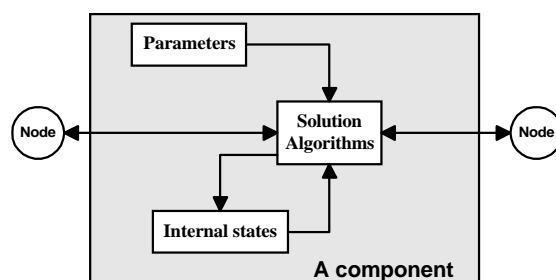 Parameters
Node
Solution
Algorithms
Node
Internal states
A component